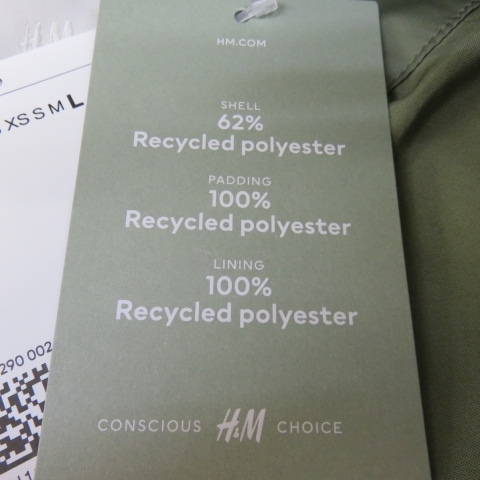 HM.COM
SHELL
62%
Recycled polyester
PADDING
100%
Recycled polyester
LINING
100%
Recycled polyester
CONSCIOUS H&M CHOICE
XS S M L
290 002